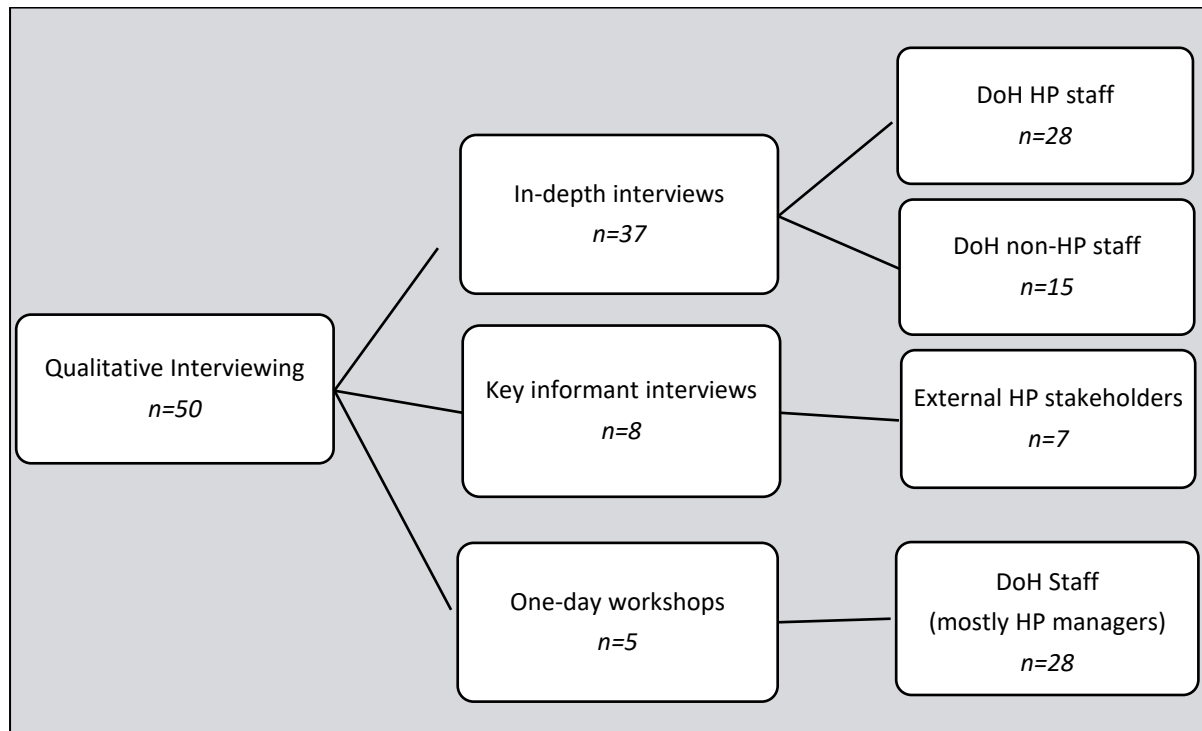 Qualitative Interviewing
n=50
In-depth interviews
n=37
Key informant interviews
n=8
One-day workshops
n=5
DoH HP staff
n=28
DoH non-HP staff
n=15
External HP stakeholders
n=7
DoH Staff
(mostly HP managers)
n=28